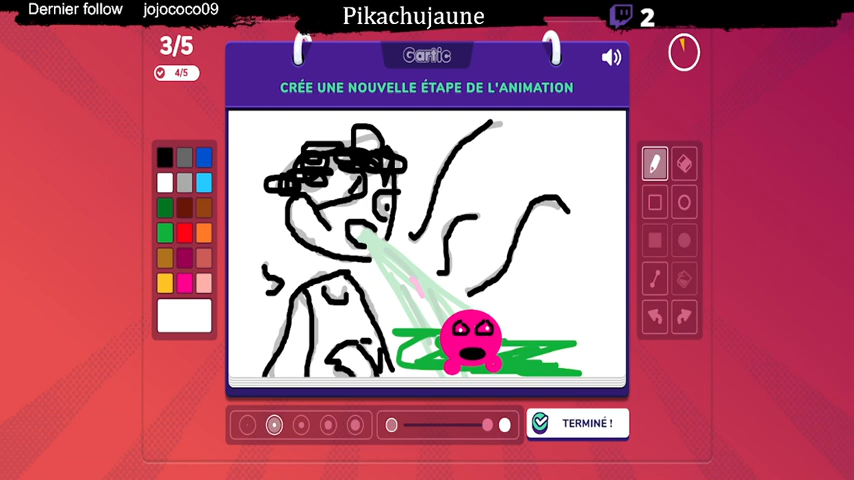 Dernier follow jojococo09
Pikachujaune
2
3/5
4/5
Gartic
CRÉE UNE NOUVELLE ÉTAPE DE L'ANIMATION
TERMINÉ !